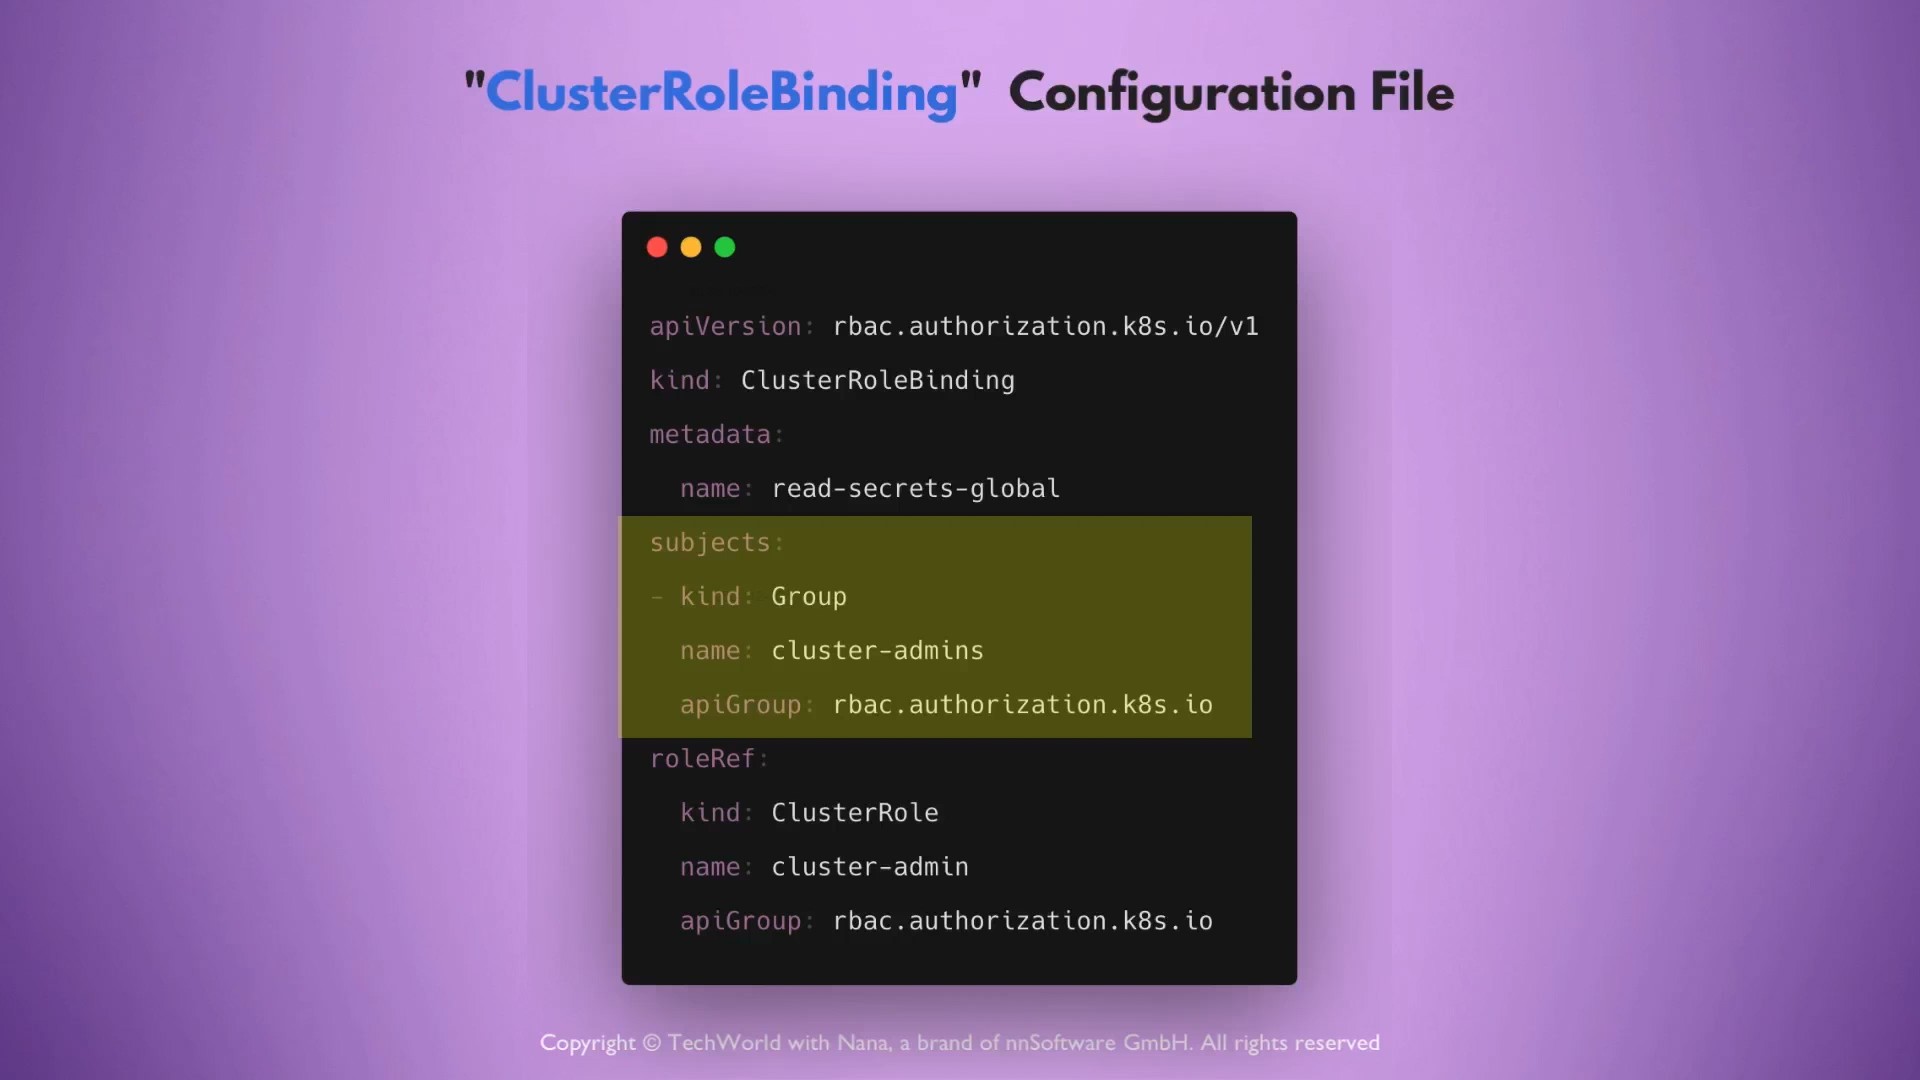 "ClusterRoleBinding" Configuration File
apiVersion: rbac.authorization.k8s.io/v1
kind: ClusterRoleBinding
metadata:
  name: read-secrets-global
subjects:
- kind: Group
  name: cluster-admins
  apiGroup: rbac.authorization.k8s.io
roleRef:
  kind: ClusterRole
  name: cluster-admin
  apiGroup: rbac.authorization.k8s.io
Copyright © TechWorld with Nana, a brand of nnSoftware GmbH. All rights reserved